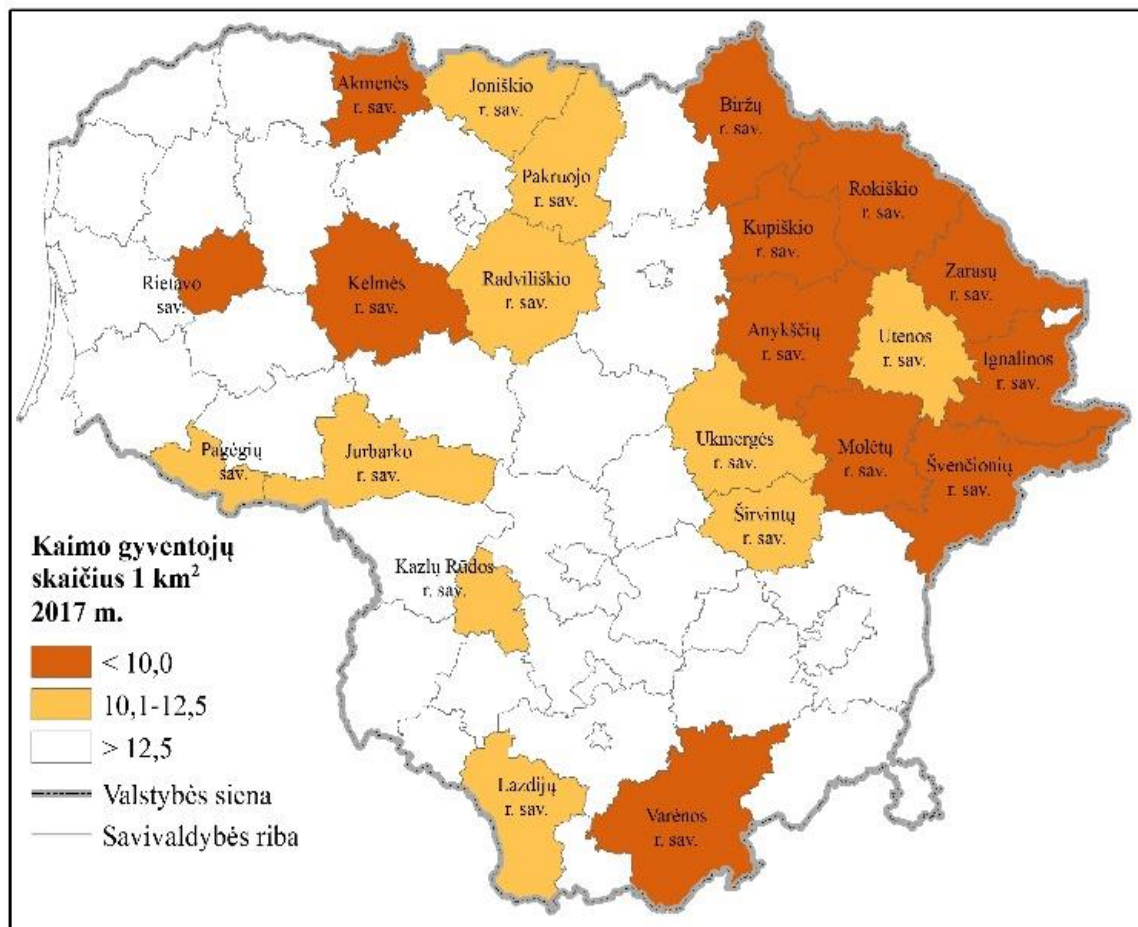 Akmenės
r. sav.
Joniškio
r. sav.
Biržų
r. sav.
Pakruojo
r. sav.
Rokiškio
r. sav.
Kupiškio
r. sav.
Rietavo
sav.
Kelmės
r. sav.
Radviliškio
r. sav.
Zarasų
r. sav.
Anykščių
r. sav.
Utenos
r. sav.
Ignalinos
r. sav.
Pagėgių
sav.
Jurbarko
r. sav.
Ukmergės
r. sav.
Molėtų
r. sav.
Švenčionių
r. sav.
Širvintų
r. sav.
Kazlų Rūdos
r. sav.
Lazdijų
r. sav.
Varėnos
r. sav.
Kaimo gyventojų
skaičius 1 km²
2017 m.
< 10,0
10,1-12,5
> 12,5
Valstybės siena
Savivaldybės riba